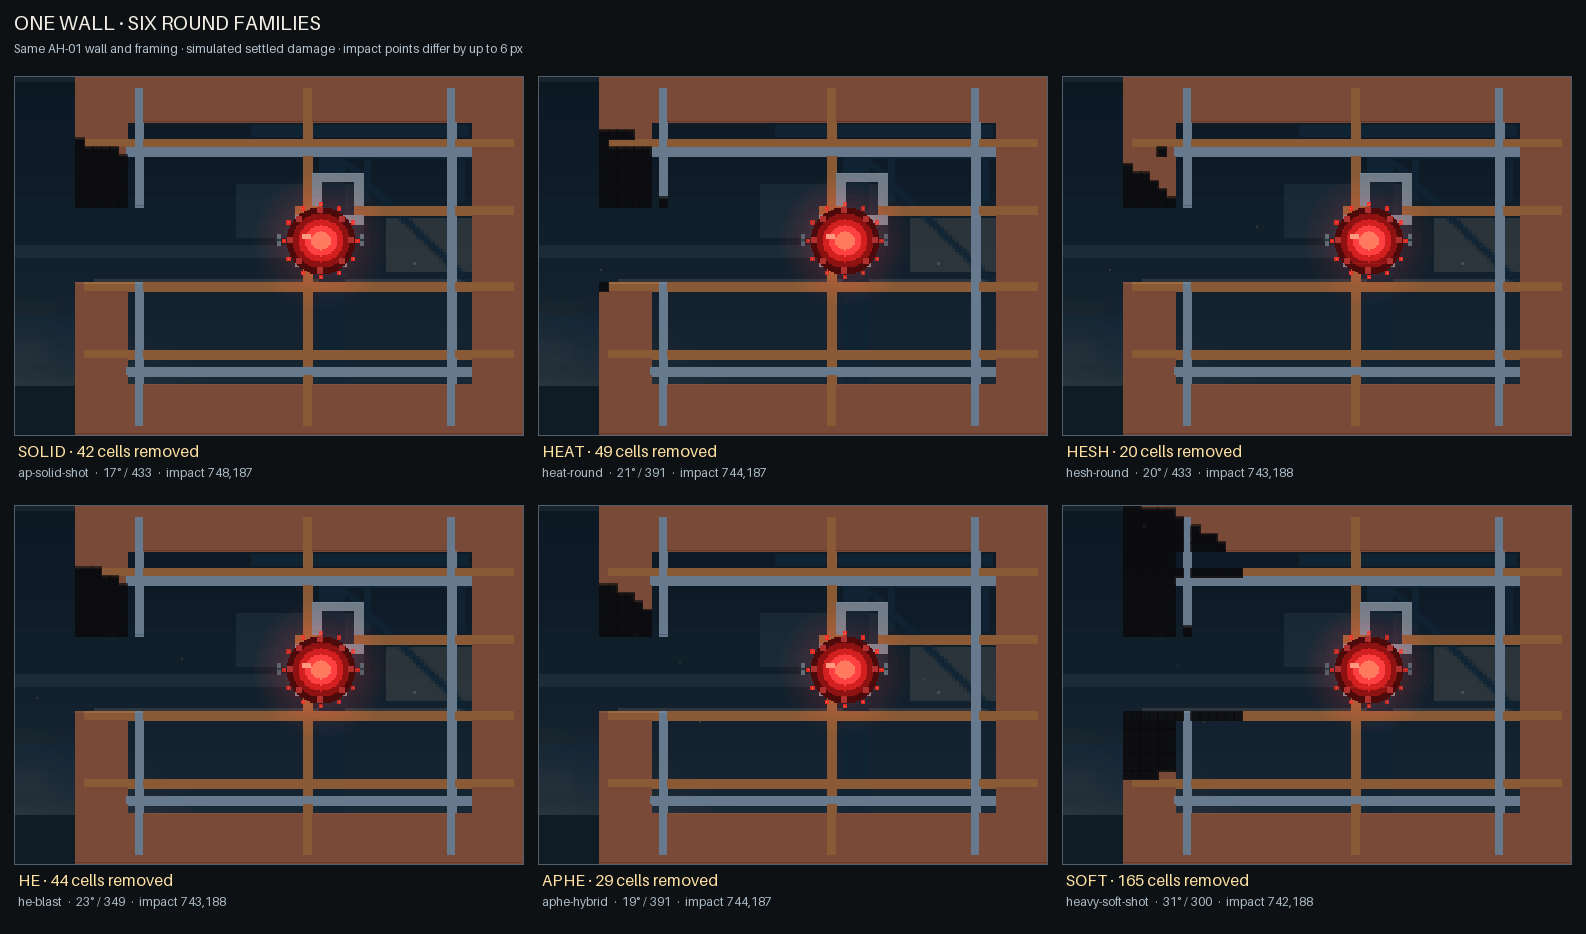 ONE WALL · SIX ROUND FAMILIES
Same AH-01 wall and framing · simulated settled damage · impact points differ by up to 6 px
SOLID · 42 cells removed
ap-solid-shot · 17° / 433 · impact 748,187
HEAT · 49 cells removed
heat-round · 21° / 391 · impact 744,187
HESH · 20 cells removed
hesh-round · 20° / 433 · impact 743,188
HE · 44 cells removed
he-blast · 23° / 349 · impact 743,188
APHE · 29 cells removed
aphe-hybrid · 19° / 391 · impact 744,187
SOFT · 165 cells removed
heavy-soft-shot · 31° / 300 · impact 742,188